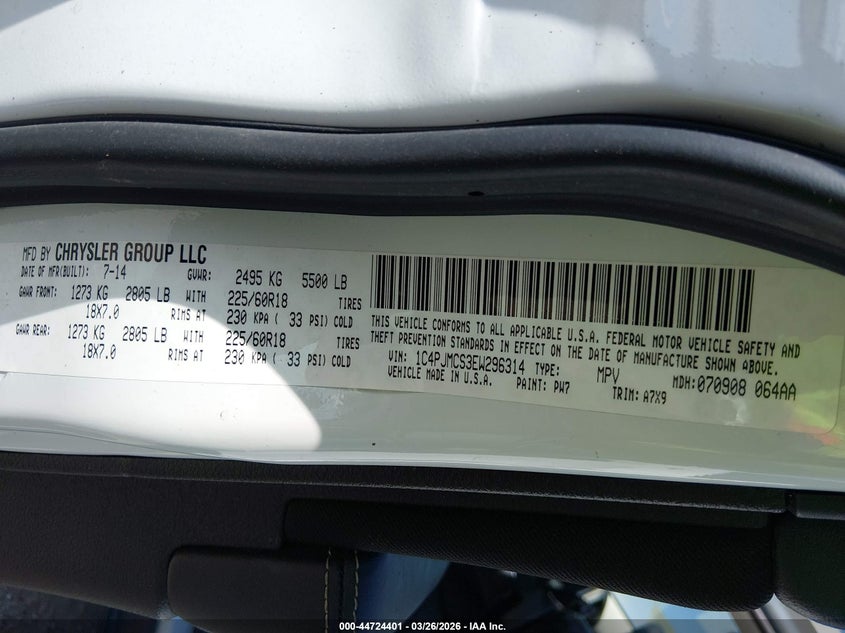 MFD BY CHRYSLER GROUP LLC
DATE OF MFR(BUILT): 7-14 GVWR: 2495 KG 5500 LB
GAWR FRONT: 1273 KG 2805 LB WITH 225/60R18 TIRES
18X7.0 RIMS AT 230 KPA ( 33 PSI) COLD
GAWR REAR: 1273 KG 2805 LB WITH 225/60R18 TIRES
18X7.0 RIMS AT 230 KPA ( 33 PSI) COLD
THIS VEHICLE CONFORMS TO ALL APPLICABLE U.S.A. FEDERAL MOTOR VEHICLE SAFETY AND
THEFT PREVENTION STANDARDS IN EFFECT ON THE DATE OF MANUFACTURE SHOWN ABOVE.
VIN: 1C4PJMCS3EW296314 TYPE: MPV MDH: 070908 064AA
VEHICLE MADE IN U.S.A. PAINT: PW7 TRIM: A7X9
000-44724401 - 03/26/2026 - IAA Inc.